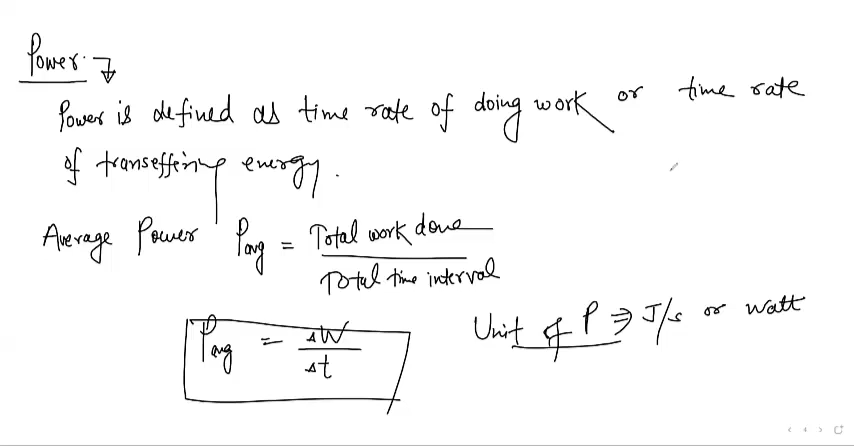 Power:
Power is defined as time rate of doing work or time rate
of transeffering energy.
Average Power P_avg = Total work done / Total time interval
P_avg = ΔW / Δt
Unit of P ⇒ J/s or watt